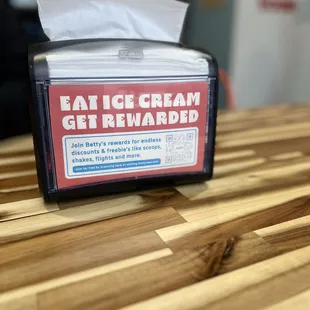 EAT ICE CREAM
GET REWARDED
Join Betty's rewards for endless
discounts & freebie's like scoops,
shakes, flights and more.